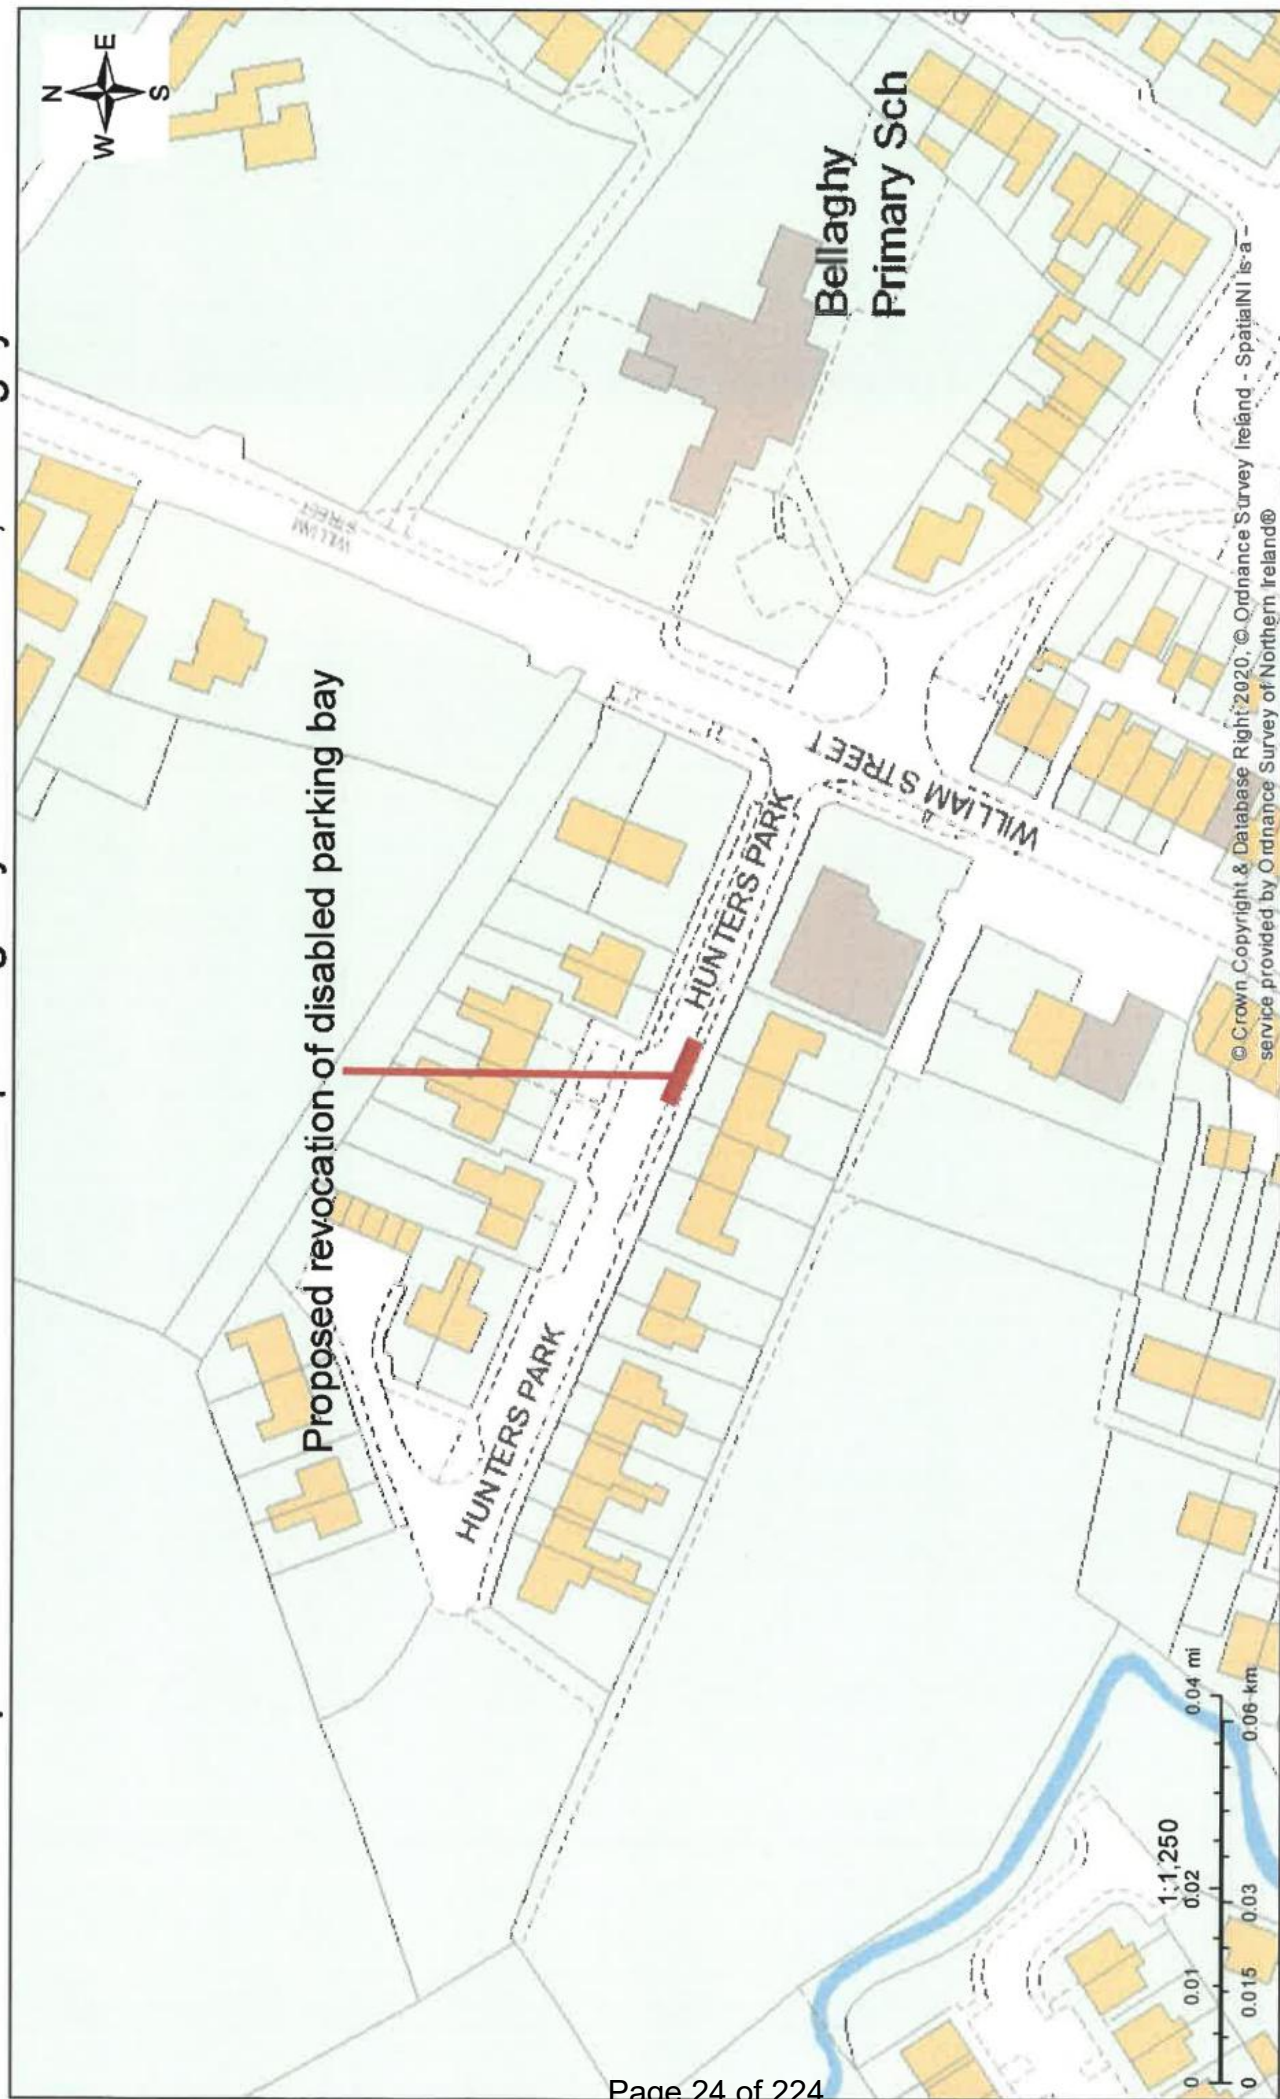 N
W
E
S
Proposed revocation of disabled parking bay
WILLIAM
STREET
Bellaghy
Primary Sch
HUNTERS PARK
HUNTERS PARK
WILLIAM STREET
1:1,250
0
0.01
0.02
0.04 mi
0
0.015
0.03
0.06 km
© Crown Copyright & Database Right 2020, © Ordnance Survey Ireland - SpatialNI is a -
service provided by Ordnance Survey of Northern Ireland®
Page 24 of 224